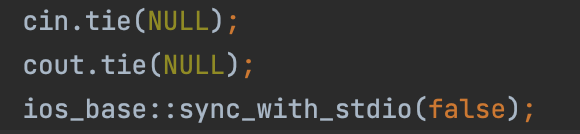 cin.tie(NULL);
cout.tie(NULL);
ios_base::sync_with_stdio(false);